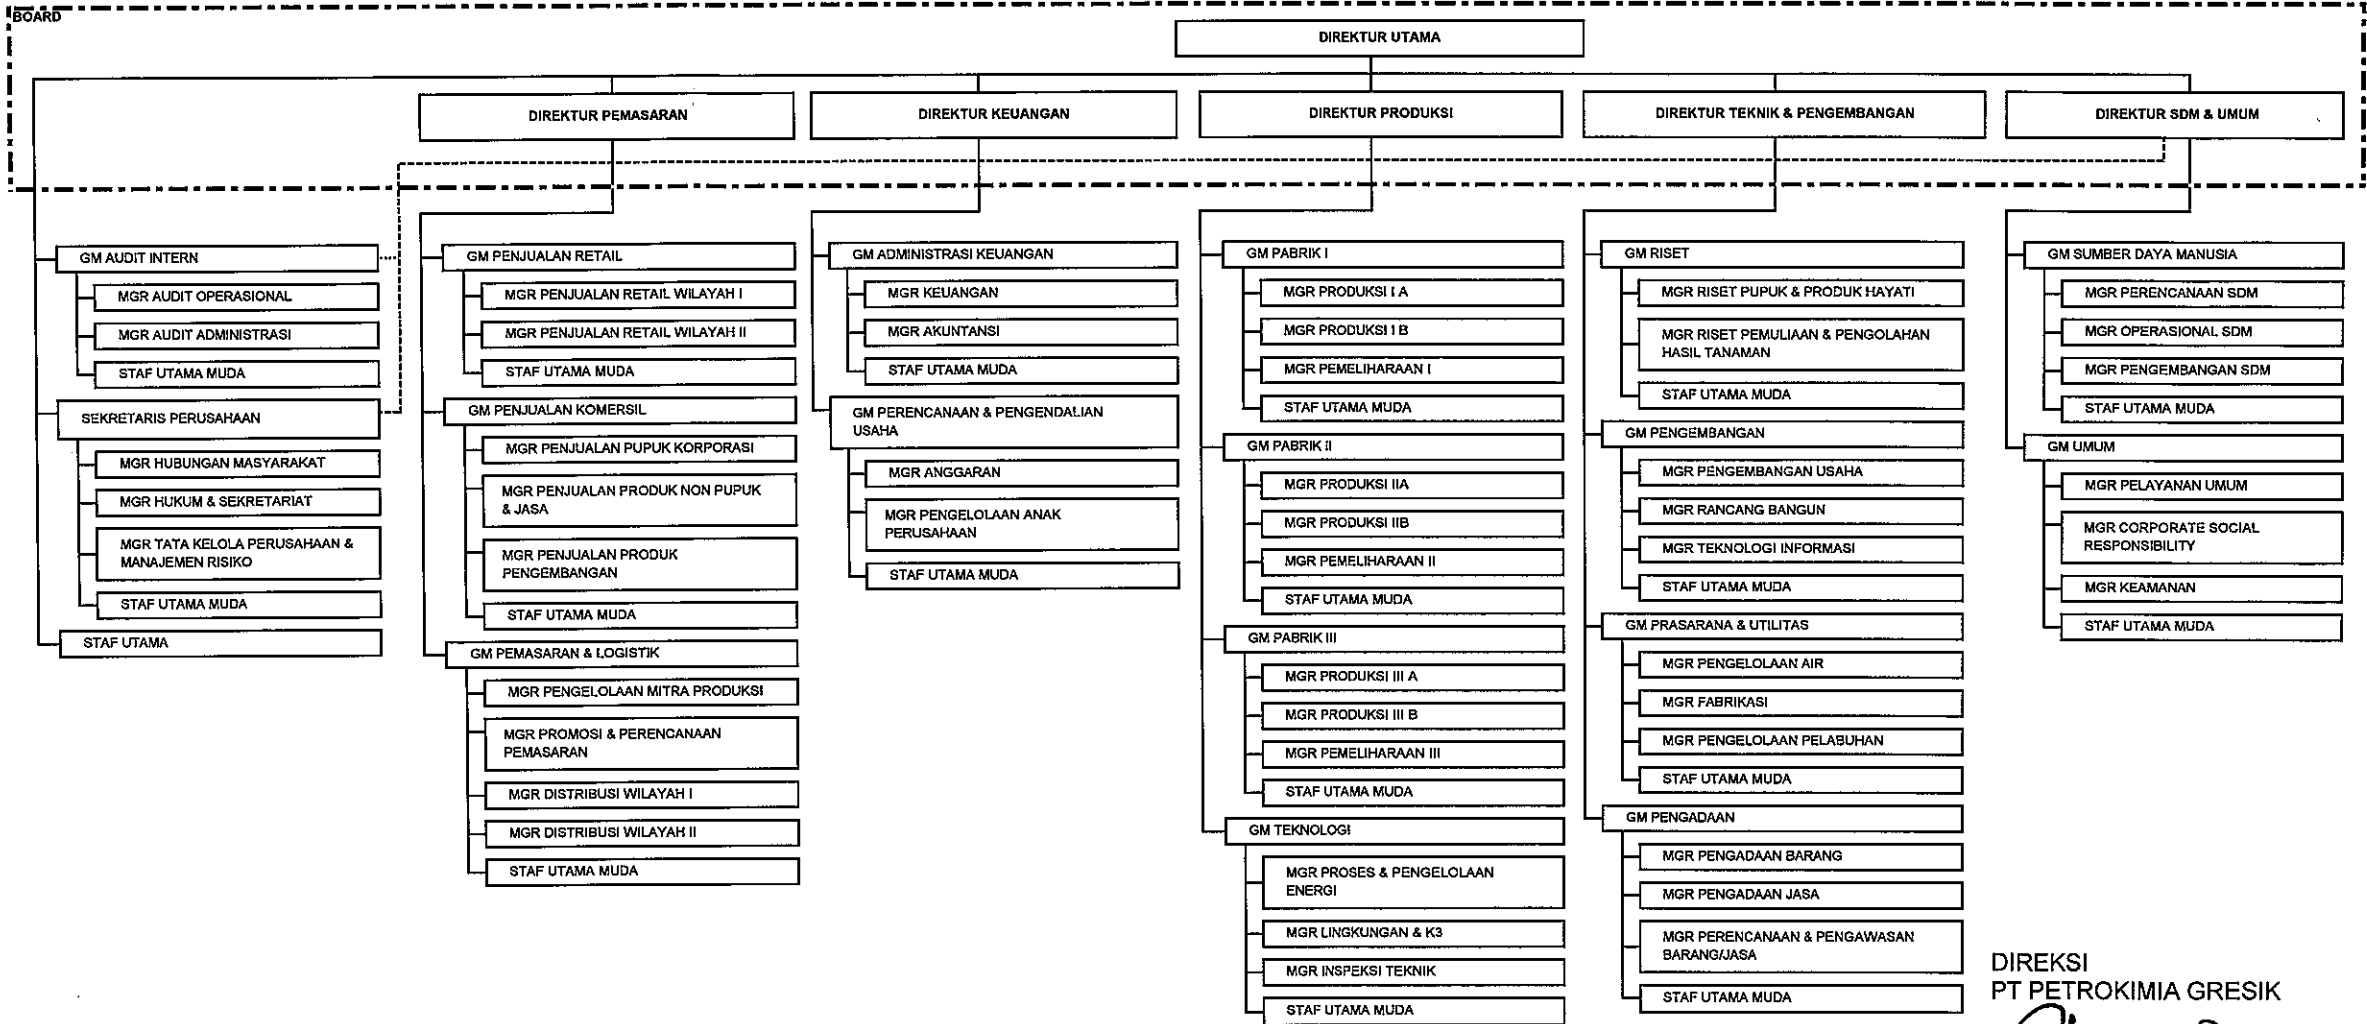 BOARD
DIREKTUR UTAMA
DIREKTUR PEMASARAN
DIREKTUR KEUANGAN
DIREKTUR PRODUKSI
DIREKTUR TEKNIK & PENGEMBANGAN
DIREKTUR SDM & UMUM
GM AUDIT INTERN
MGR AUDIT OPERASIONAL
MGR AUDIT ADMINISTRASI
STAF UTAMA MUDA
SEKRETARIS PERUSAHAAN
MGR HUBUNGAN MASYARAKAT
MGR HUKUM & SEKRETARIAT
MGR TATA KELOLA PERUSAHAAN &
MANAJEMEN RISIKO
STAF UTAMA MUDA
STAF UTAMA
GM PENJUALAN RETAIL
MGR PENJUALAN RETAIL WILAYAH I
MGR PENJUALAN RETAIL WILAYAH II
STAF UTAMA MUDA
GM PENJUALAN KOMERSIL
MGR PENJUALAN PUPUK KORPORASI
MGR PENJUALAN PRODUK NON PUPUK
& JASA
MGR PENJUALAN PRODUK
PENGEMBANGAN
STAF UTAMA MUDA
GM PEMASARAN & LOGISTIK
MGR PENGELOLAAN MITRA PRODUKSI
MGR PROMOSI & PERENCANAAN
PEMASARAN
MGR DISTRIBUSI WILAYAH I
MGR DISTRIBUSI WILAYAH II
STAF UTAMA MUDA
GM ADMINISTRASI KEUANGAN
MGR KEUANGAN
MGR AKUNTANSI
STAF UTAMA MUDA
GM PERENCANAAN & PENGENDALIAN
USAHA
MGR ANGGARAN
MGR PENGELOLAAN ANAK
PERUSAHAAN
STAF UTAMA MUDA
GM PABRIK I
MGR PRODUKSI I A
MGR PRODUKSI I B
MGR PEMELIHARAAN I
STAF UTAMA MUDA
GM PABRIK II
MGR PRODUKSI IIA
MGR PRODUKSI IIB
MGR PEMELIHARAAN II
STAF UTAMA MUDA
GM PABRIK III
MGR PRODUKSI III A
MGR PRODUKSI III B
MGR PEMELIHARAAN III
STAF UTAMA MUDA
GM TEKNOLOGI
MGR PROSES & PENGELOLAAN
ENERGI
MGR LINGKUNGAN & K3
MGR INSPEKSI TEKNIK
STAF UTAMA MUDA
GM RISET
MGR RISET PUPUK & PRODUK HAYATI
MGR RISET PEMULIAAN & PENGOLAHAN
HASIL TANAMAN
STAF UTAMA MUDA
GM PENGEMBANGAN
MGR PENGEMBANGAN USAHA
MGR RANCANG BANGUN
MGR TEKNOLOGI INFORMASI
STAF UTAMA MUDA
GM PRASARANA & UTILITAS
MGR PENGELOLAAN AIR
MGR FABRIKASI
MGR PENGELOLAAN PELABUHAN
STAF UTAMA MUDA
GM PENGADAAN
MGR PENGADAAN BARANG
MGR PENGADAAN JASA
MGR PERENCANAAN & PENGAWASAN
BARANG/JASA
STAF UTAMA MUDA
GM SUMBER DAYA MANUSIA
MGR PERENCANAAN SDM
MGR OPERASIONAL SDM
MGR PENGEMBANGAN SDM
STAF UTAMA MUDA
GM UMUM
MGR PELAYANAN UMUM
MGR CORPORATE SOCIAL
RESPONSIBILITY
MGR KEAMANAN
STAF UTAMA MUDA
DIREKSI
PT PETROKIMIA GRESIK